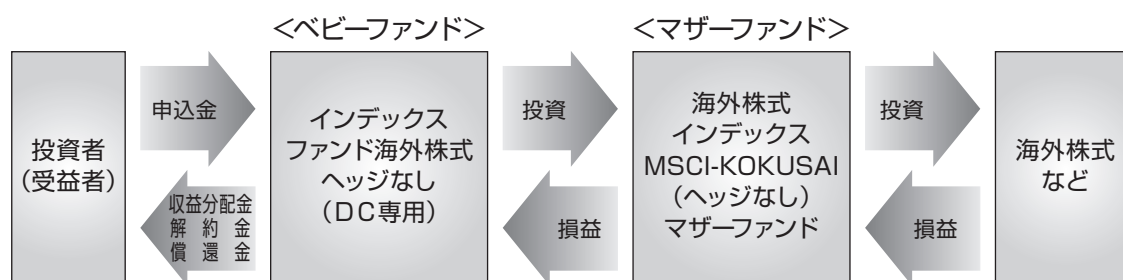 <ベビーファンド>
<マザーファンド>
投資者
(受益者)
申込金
収益分配金
解約金
償還金
インデックス
ファンド海外株式
ヘッジなし
(DC専用)
投資
損益
海外株式
インデックス
MSCI-KOKUSAI
(ヘッジなし)
マザーファンド
投資
損益
海外株式
など